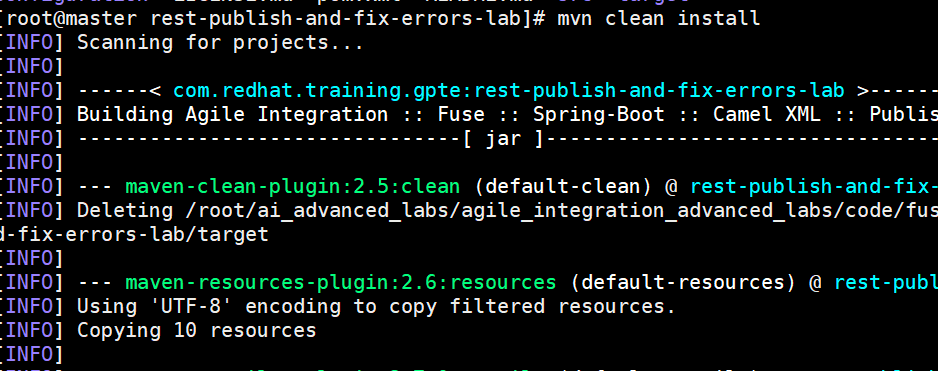 [root@master rest-publish-and-fix-errors-lab]# mvn clean install
[INFO] Scanning for projects...
[INFO]
[INFO] ------< com.redhat.training.gpte:rest-publish-and-fix-errors-lab >------
[INFO] Building Agile Integration :: Fuse :: Spring-Boot :: Camel XML :: Publis
[INFO] --------------------------------[ jar ]---------------------------------
[INFO]
[INFO] --- maven-clean-plugin:2.5:clean (default-clean) @ rest-publish-and-fix-
[INFO] Deleting /root/ai_advanced_labs/agile_integration_advanced_labs/code/fus
d-fix-errors-lab/target
[INFO]
[INFO] --- maven-resources-plugin:2.6:resources (default-resources) @ rest-publ
[INFO] Using 'UTF-8' encoding to copy filtered resources.
[INFO] Copying 10 resources
[INFO]